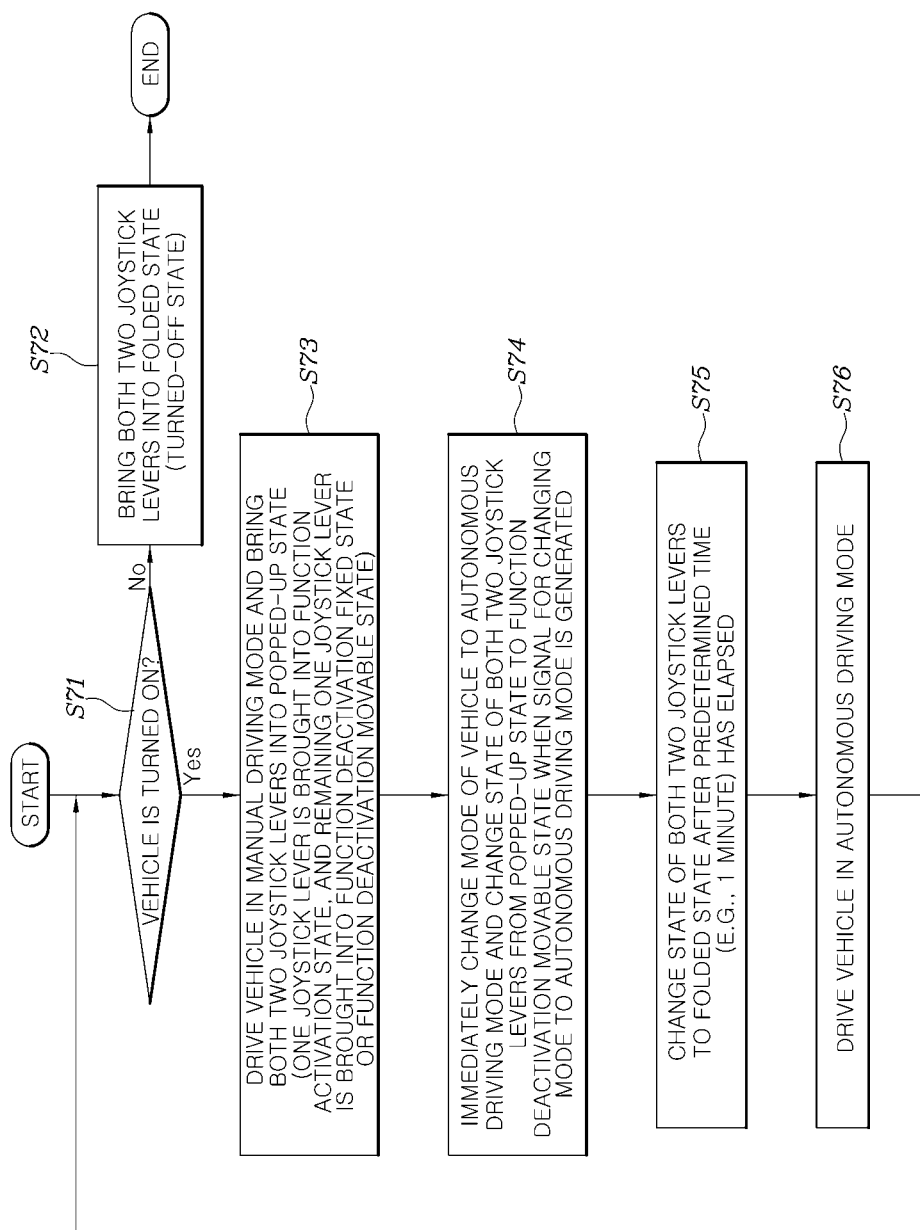 START
VEHICLE IS TURNED ON?
S71
No
Yes
BRING BOTH TWO JOYSTICK
LEVERS INTO FOLDED STATE
(TURNED-OFF STATE)
S72
END
DRIVE VEHICLE IN MANUAL DRIVING MODE AND BRING
BOTH TWO JOYSTICK LEVERS INTO POPPED-UP STATE
(ONE JOYSTICK LEVER IS BROUGHT INTO FUNCTION
ACTIVATION STATE, AND REMAINING ONE JOYSTICK LEVER
IS BROUGHT INTO FUNCTION DEACTIVATION FIXED STATE
OR FUNCTION DEACTIVATION MOVABLE STATE)
S73
IMMEDIATELY CHANGE MODE OF VEHICLE TO AUTONOMOUS
DRIVING MODE AND CHANGE STATE OF BOTH TWO JOYSTICK
LEVERS FROM POPPED-UP STATE TO FUNCTION
DEACTIVATION MOVABLE STATE WHEN SIGNAL FOR CHANGING
MODE TO AUTONOMOUS DRIVING MODE IS GENERATED
S74
CHANGE STATE OF BOTH TWO JOYSTICK LEVERS
TO FOLDED STATE AFTER PREDETERMINED TIME
(E.G., 1 MINUTE) HAS ELAPSED
S75
DRIVE VEHICLE IN AUTONOMOUS DRIVING MODE
S76